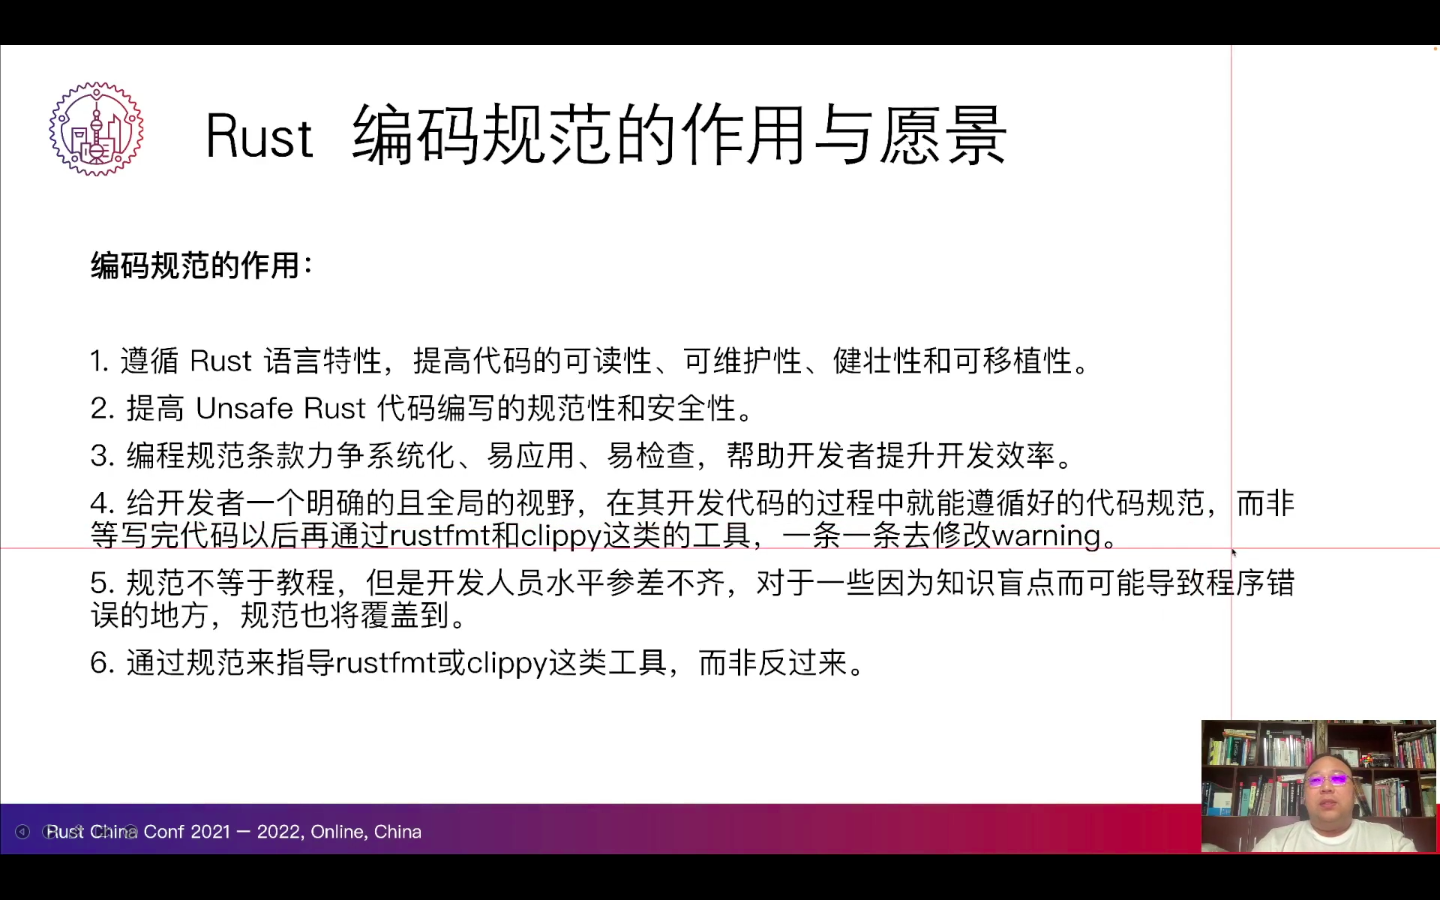 Rust 编码规范的作用与愿景
编码规范的作用：
1. 遵循 Rust 语言特性，提高代码的可读性、可维护性、健壮性和可移植性。
2. 提高 Unsafe Rust 代码编写的规范性和安全性。
3. 编程规范条款力争系统化、易应用、易检查，帮助开发者提升开发效率。
4. 给开发者一个明确的且全局的视野，在其开发代码的过程中就能遵循好的代码规范，而非
等写完代码以后再通过rustfmt和clippy这类的工具，一条一条去修改warning。
5. 规范不等于教程，但是开发人员水平参差不齐，对于一些因为知识盲点而可能导致程序错
误的地方，规范也将覆盖到。
6. 通过规范来指导rustfmt或clippy这类工具，而非反过来。
Rust China Conf 2021 – 2022, Online, China